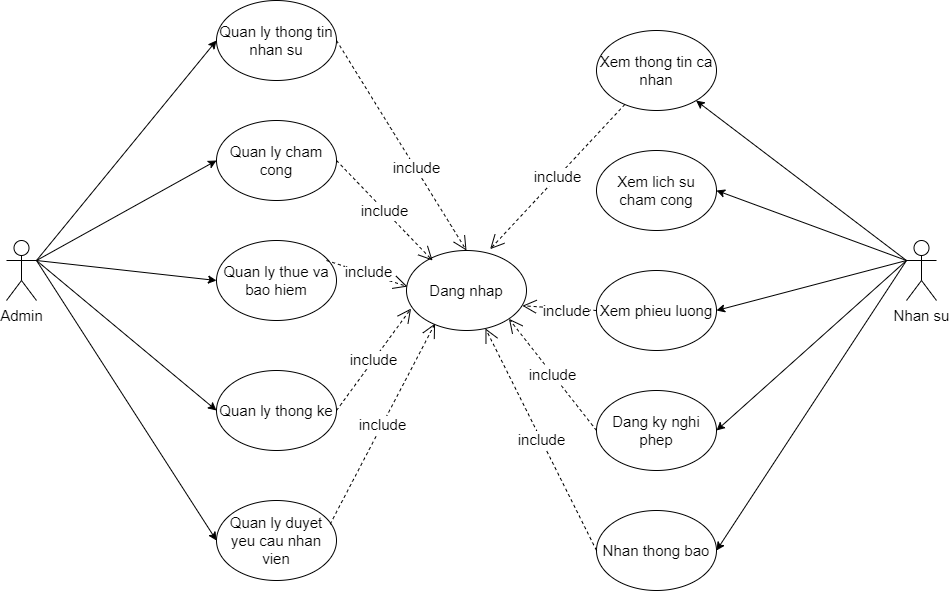 Quan ly thong tin
nhan su
Xem thong tin ca
nhan
Quan ly cham
cong
include
include
Xem lich su
cham cong
include
Quan ly thue va
bao hiem
include
Dang nhap
Admin
Nhan su
include
Xem phieu luong
include
include
Quan ly thong ke
include
Dang ky nghi
phep
include
Quan ly duyet
yeu cau nhan
vien
Nhan thong bao